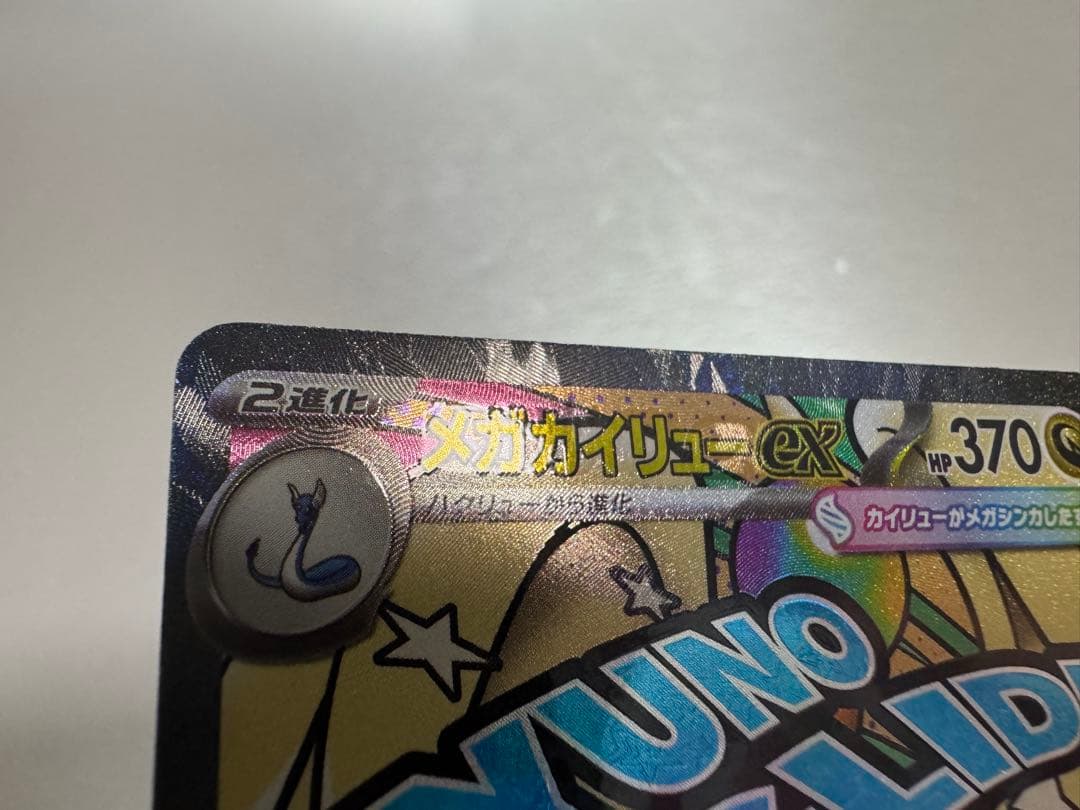 2進化
メガカイリューex
HP370
ハクリューから進化
カイリューがメガシンカした
YUNO
LID